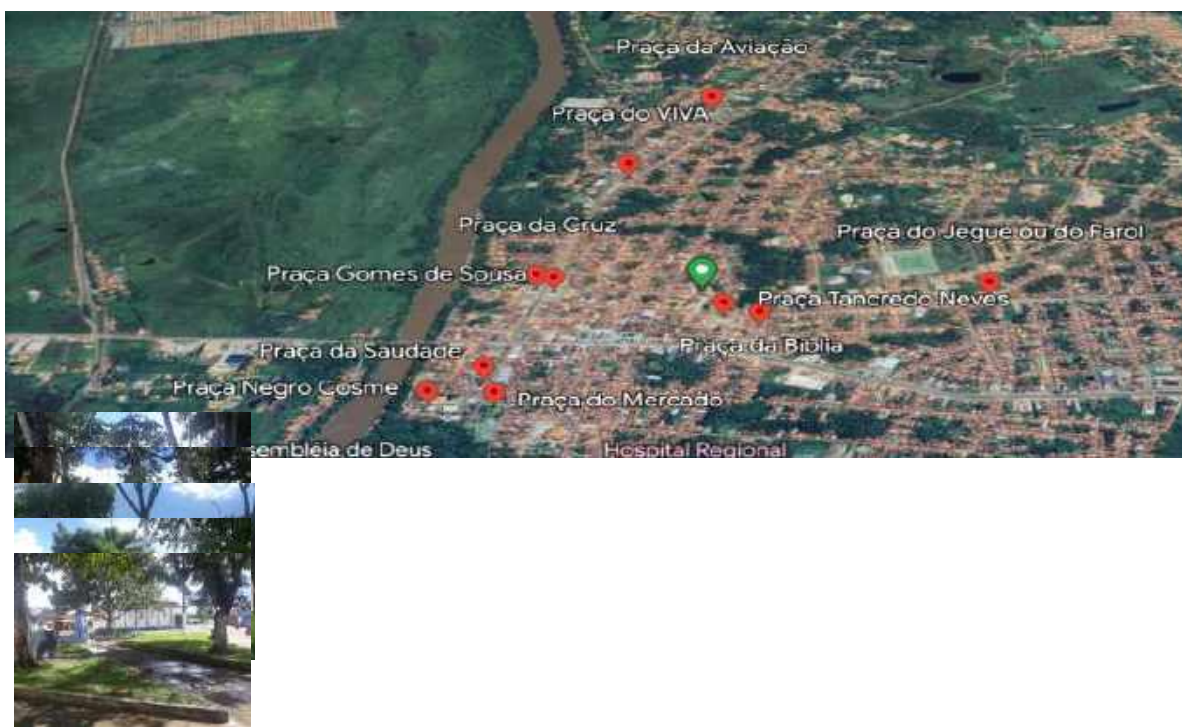 Praça da Aviação
Praça do VIVA
Praça da Cruz
Praça do Jegue ou do Farol
Praça Gomes de Sousa
Praça Tancredo Neves
Praça da Bíblia
Praça da Saudade
Praça Negro Cosme
Praça do Mercado
sembléia de Deus
Hospital Regional